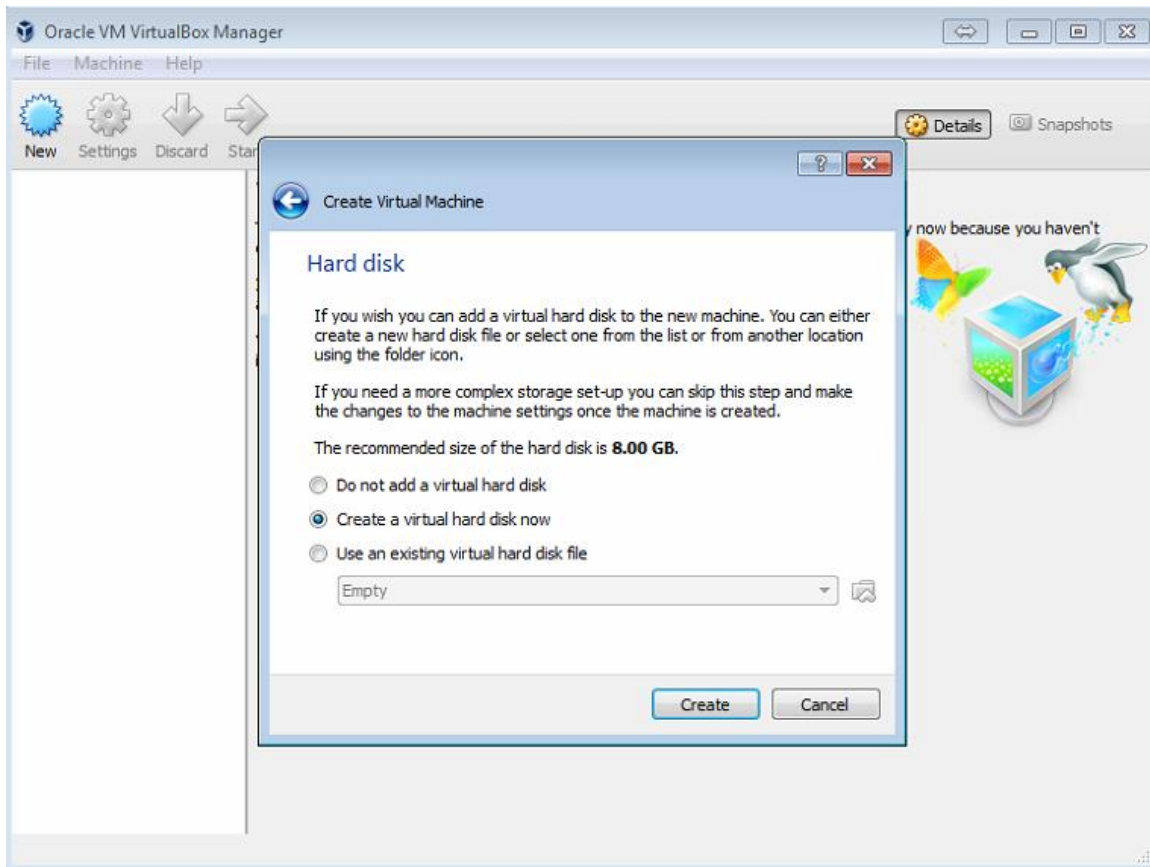 Oracle VM VirtualBox Manager
File Machine Help
New Settings Discard Star
Details Snapshots
Create Virtual Machine
now because you haven't
Hard disk
If you wish you can add a virtual hard disk to the new machine. You can either
create a new hard disk file or select one from the list or from another location
using the folder icon.
If you need a more complex storage set-up you can skip this step and make
the changes to the machine settings once the machine is created.
The recommended size of the hard disk is 8.00 GB.
Do not add a virtual hard disk
Create a virtual hard disk now
Use an existing virtual hard disk file
Empty
Create Cancel